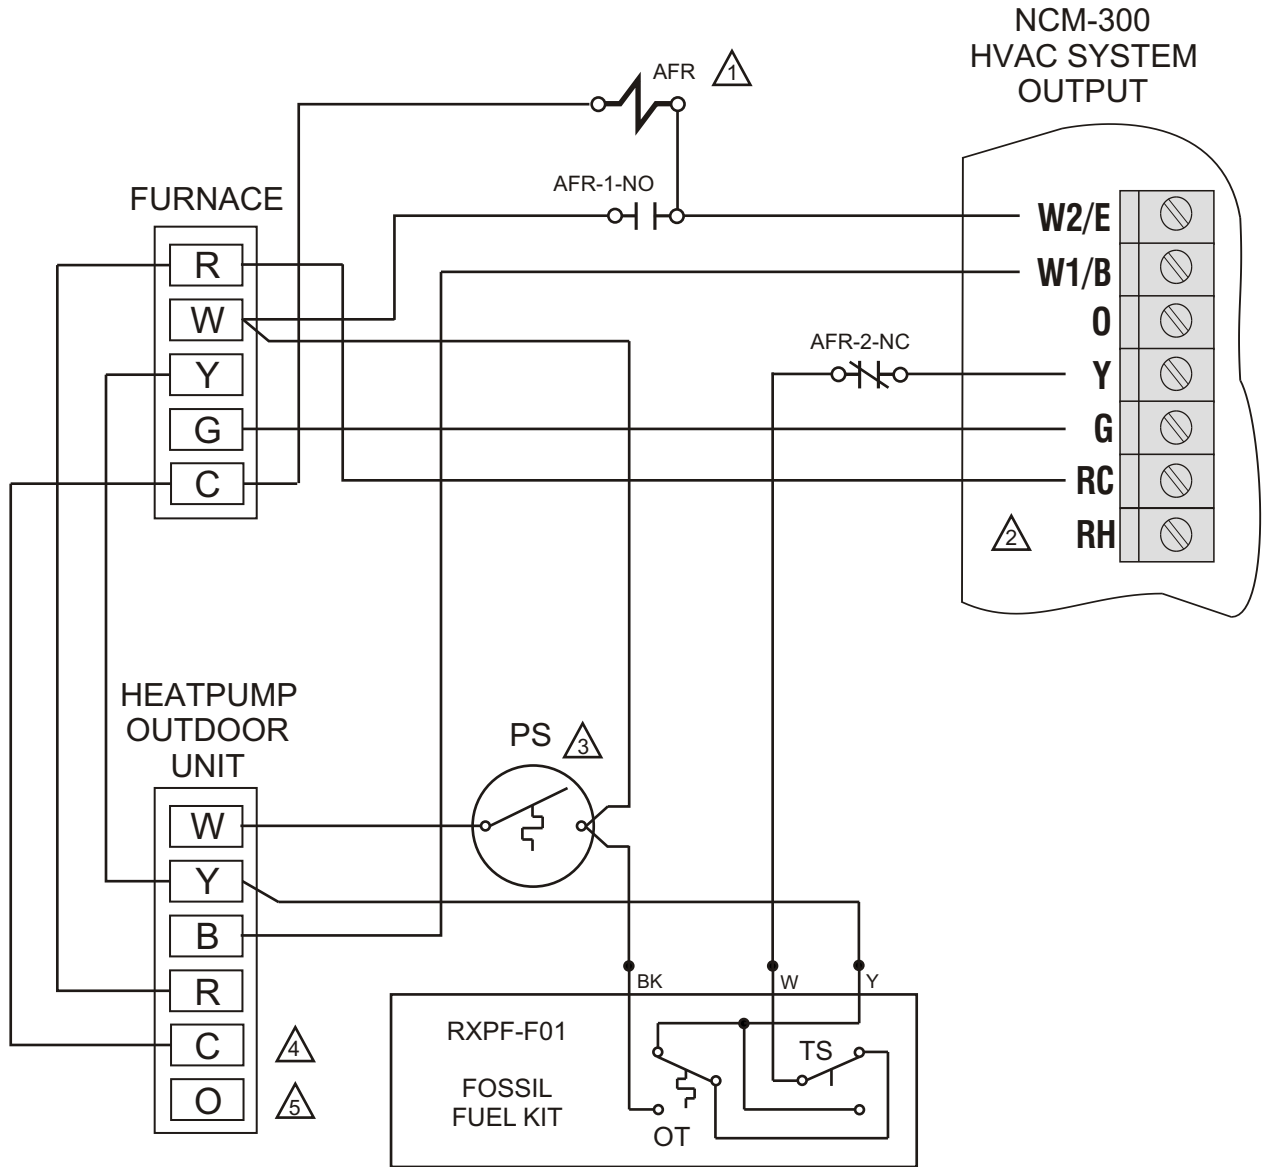 NCM-300
HVAC SYSTEM
OUTPUT
AFR
1
AFR-1-NO
FURNACE
R
W
Y
G
C
W2/E
W1/B
O
Y
G
RC
RH
AFR-2-NC
2
HEATPUMP
OUTDOOR
UNIT
PS
3
W
Y
B
R
C
4
O
5
BK
W
Y
RXPF-F01
FOSSIL
FUEL KIT
TS
OT